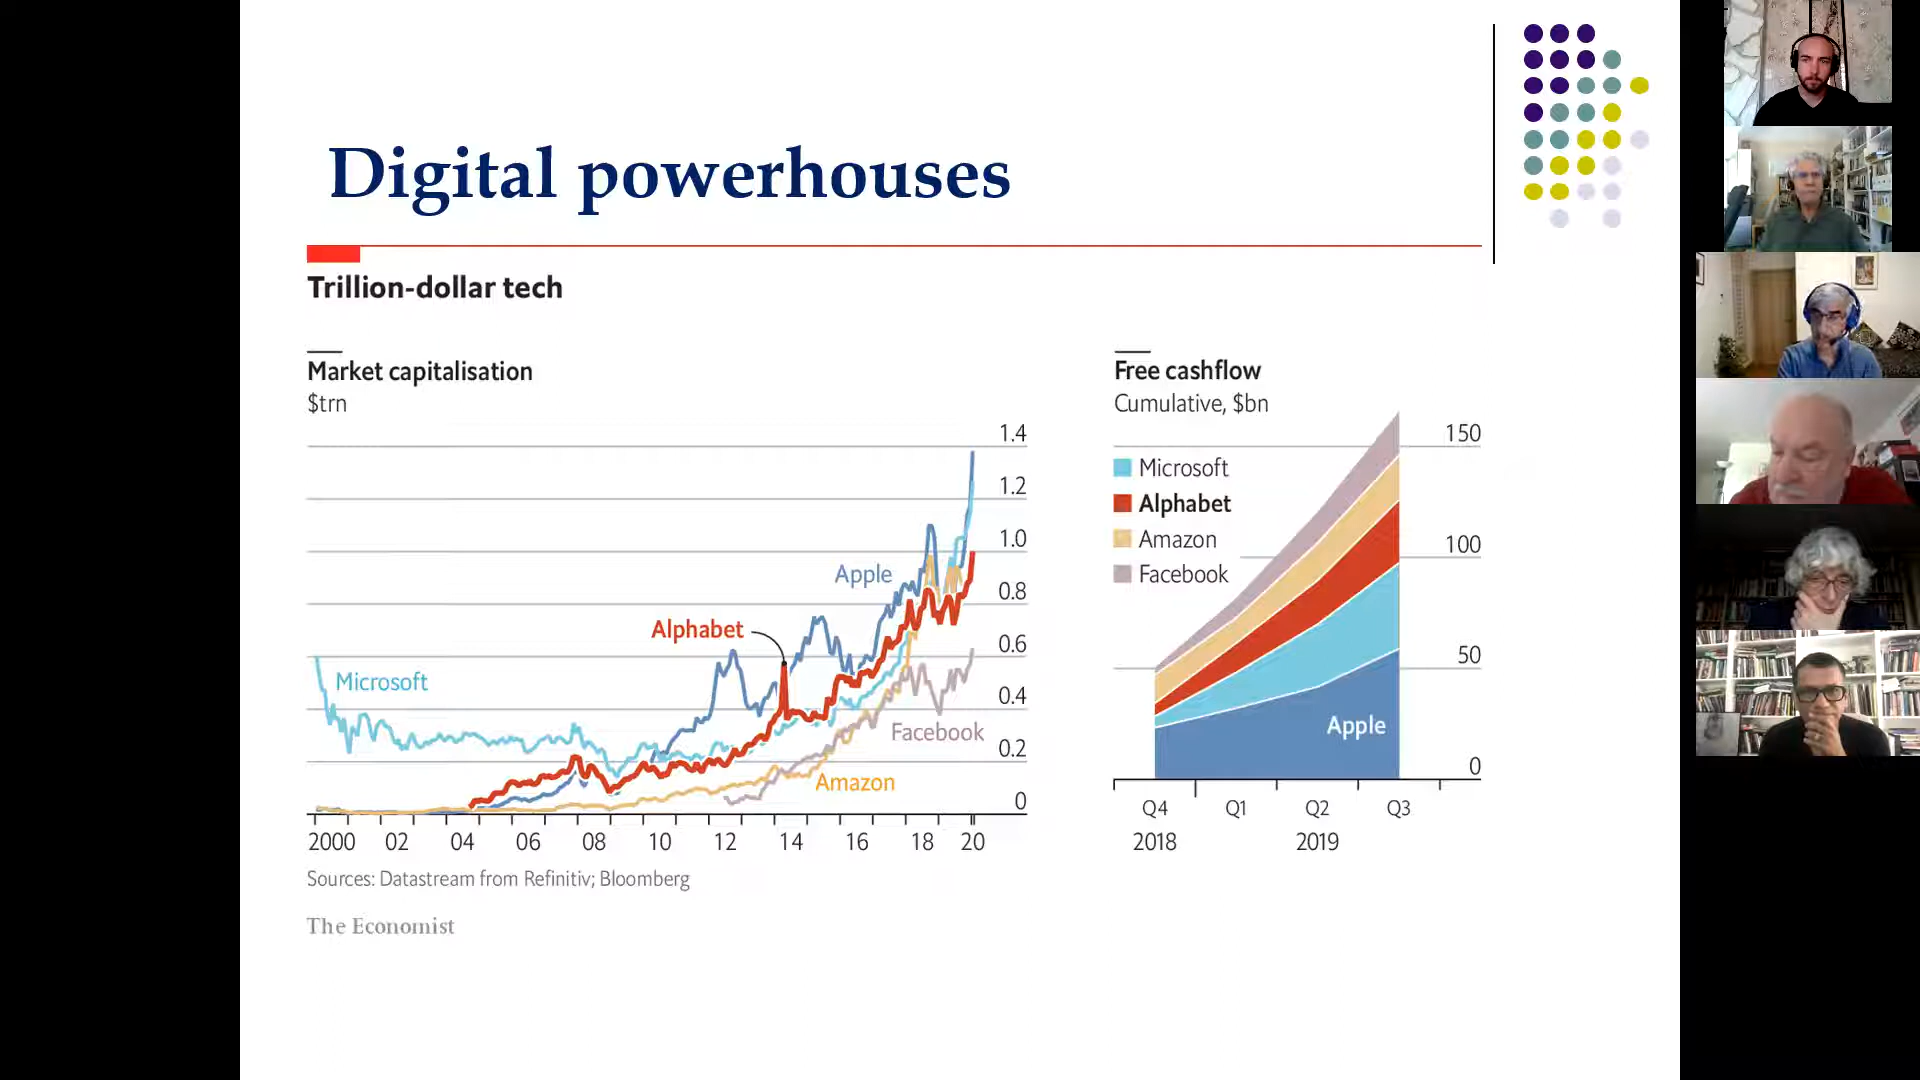 Digital powerhouses
Trillion-dollar tech
Market capitalisation
$trn
1.4
1.2
1.0
0.8
0.6
0.4
0.2
0
Apple
Alphabet
Microsoft
Facebook
Amazon
2000 02 04 06 08 10 12 14 16 18 20
Sources: Datastream from Refinitiv; Bloomberg
The Economist
Free cashflow
Cumulative, $bn
150
100
50
0
Microsoft
Alphabet
Amazon
Facebook
Apple
Q4 Q1 Q2 Q3
2018 2019